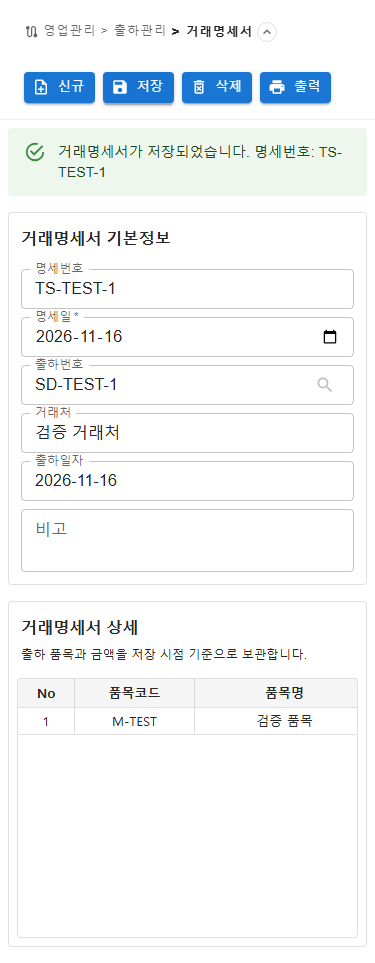 영업관리 > 출하관리 > 거래명세서
신규 저장 삭제 출력
거래명세서가 저장되었습니다. 명세번호: TS-
TEST-1
거래명세서 기본정보
명세번호
TS-TEST-1
명세일 *
2026-11-16
출하번호
SD-TEST-1
거래처
검증 거래처
출하일자
2026-11-16
비고
거래명세서 상세
출하 품목과 금액을 저장 시점 기준으로 보관합니다.
No 품목코드 품목명
1 M-TEST 검증 품목